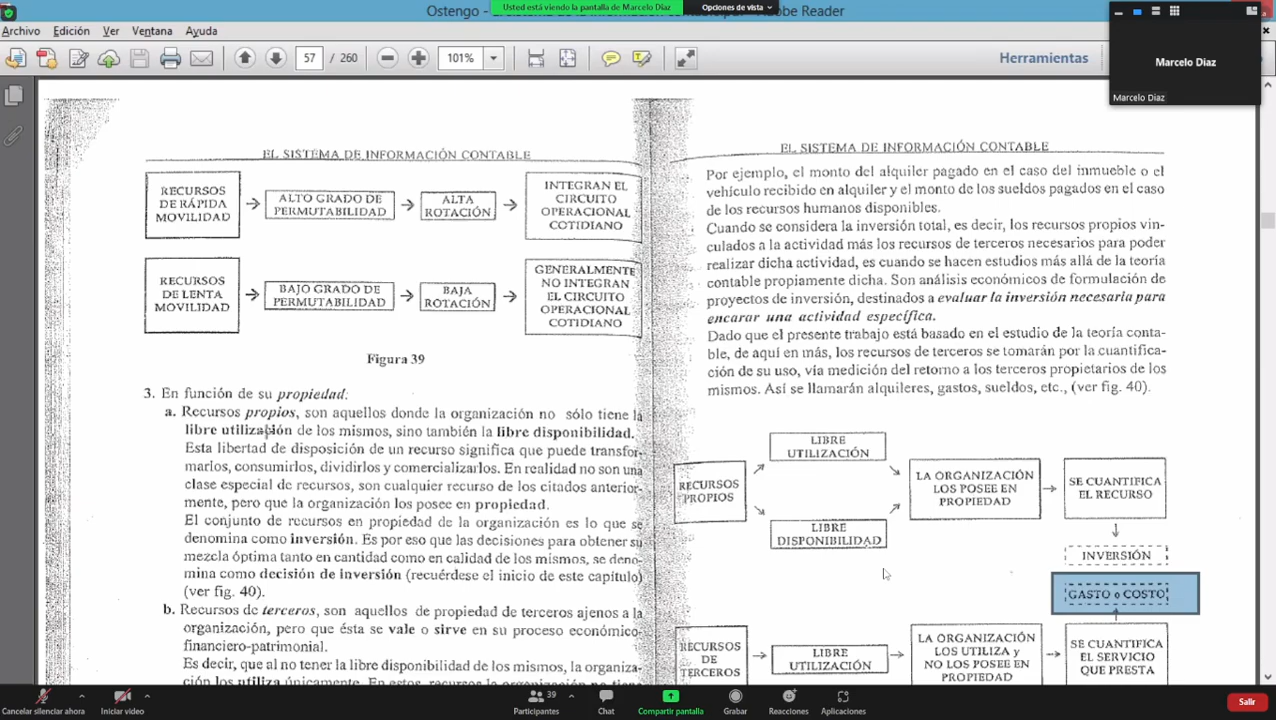 Ostengo
Adobe Reader
Usted está viendo la pantalla de Marcelo Diaz
Opciones de vista
Archivo Edición Ver Ventana Ayuda
57 / 260
101%
Herramientas
Marcelo Diaz
Marcelo Diaz
EL SISTEMA DE INFORMACIÓN CONTABLE
RECURSOS
DE RÁPIDA
MOVILIDAD
ALTO GRADO DE
PERMUTABILIDAD
ALTA
ROTACIÓN
INTEGRAN EL
CIRCUITO
OPERACIONAL
COTIDIANO
RECURSOS
DE LENTA
MOVILIDAD
BAJO GRADO DE
PERMUTABILIDAD
BAJA
ROTACIÓN
GENERALMENTE
NO INTEGRAN
EL CIRCUITO
OPERACIONAL
COTIDIANO
Figura 39
3. En función de su propiedad.
a. Recursos propios, son aquellos donde la organización no sólo tiene la
libre utilización de los mismos, sino también la libre disponibilidad.
Esta libertad de disposición de un recurso significa que puede transfor-
marlos, consumirlos, dividirlos y comercializarlos. En realidad no son una
clase especial de recursos, son cualquier recurso de los citados anterior-
mente, pero que la organización los posee en propiedad.
El conjunto de recursos en propiedad de la organización es lo que se
denomina como inversión. Es por eso que las decisiones para obtener su
mezcla óptima tanto en cantidad como en calidad de los mismos, se deno
mina como decisión de inversión (recuérdese el inicio de este capítulo)
(ver fig. 40).
b. Recursos de terceros, son aquellos de propiedad de terceros ajenos a la
organización, pero que ésta se vale o sirve en su proceso económico-
financiero-patrimonial.
Es decir, que al no tener la libre disponibilidad de los mismos, la organiza-
ción los utiliza únicamente. En estos
EL SISTEMA DE INFORMACIÓN CONTABLE
Por ejemplo, el monto del alquiler pagado en el caso del inmueble o el
vehículo recibido en alquiler y el monto de los sueldos pagados en el caso
de los recursos humanos disponibles.
Cuando se considera la inversión total, es decir, los recursos propios vin-
culados a la actividad más los recursos de terceros necesarios para poder
realizar dicha actividad, es cuando se hacen estudios más allá de la teoría
contable propiamente dicha. Son análisis económicos de formulación de
proyectos de inversión, destinados a evaluar la inversión necesaria para
encarar una actividad específica.
Dado que el presente trabajo está basado en el estudio de la teoría conta-
ble, de aquí en más, los recursos de terceros se tomarán por la cuantifica-
ción de su uso, vía medición del retorno a los terceros propietarios de los
mismos. Así se llamarán alquileres, gastos, sueldos, etc., (ver fig. 40).
RECURSOS
PROPIOS
LIBRE
UTILIZACIÓN
LIBRE
DISPONIBILIDAD
LA ORGANIZACIÓN
LOS POSEE EN
PROPIEDAD
SE CUANTIFICA
EL RECURSO
INVERSIÓN
GASTO o COSTO
RECURSOS
DE
TERCEROS
LIBRE
UTILIZACIÓN
LA ORGANIZACIÓN
LOS UTILIZA y
NO LOS POSEE EN
PROPIEDAD
SE CUANTIFICA
EL SERVICIO
QUE PRESTA
Cancelar silenciar ahora
Iniciar video
39
Participantes
Chat
Compartir pantalla
Grabar
Reacciones
Aplicaciones
Salir